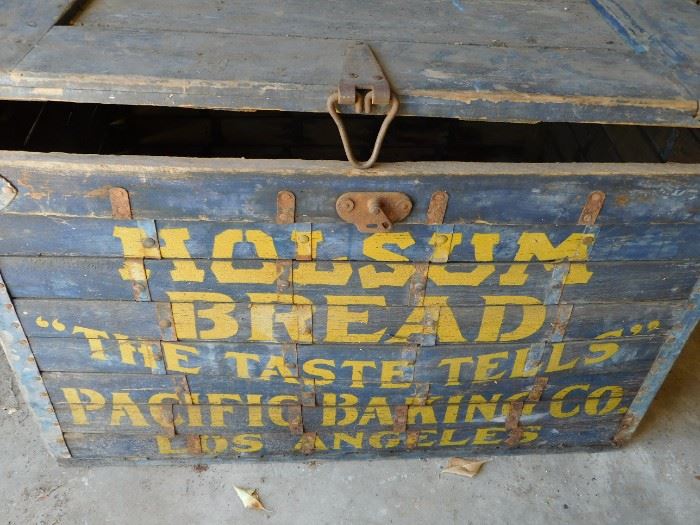 HOLSUM
BREAD
"THE TASTE TELLS"
PACIFIC BAKING CO.
LOS ANGELES